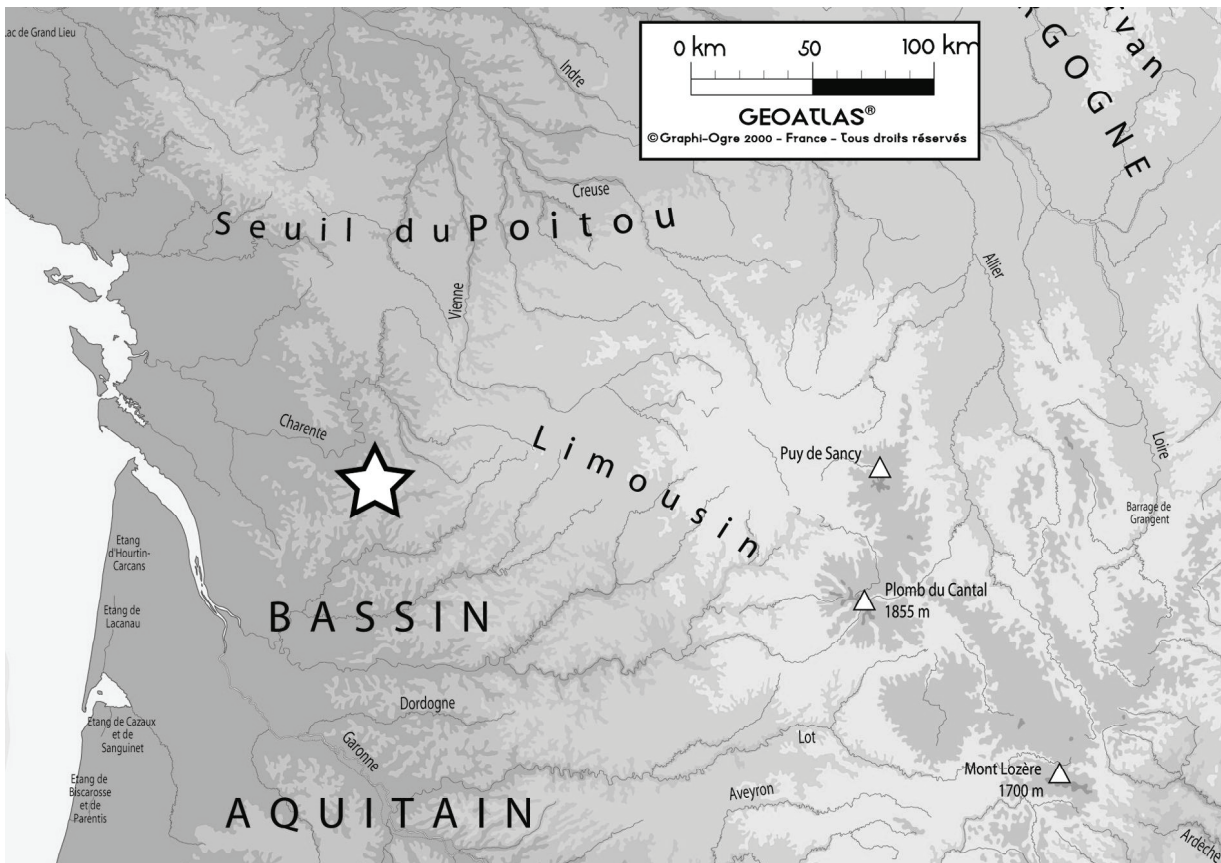 Lac de Grand Lieu
0 km 50 100 km
GEOATLAS®
©Graphi-Ogre 2000 - France - Tous droits réservés
Indre
RGOGNE
van
Creuse
Seuil du Poitou
Allier
Vienne
Charente
Limousin
Puy de Sancy
Loire
Barrage de
Grangent
Etang
d'Hourtin-
Carcans
Plomb du Cantal
1855 m
Etang de
Lacanau
BASSIN
Dordogne
Etang de Cazaux
et de
Sanguinet
Garonne
Lot
Mont Lozère
1700 m
Etang de
Biscarosse
et de
Parentis
Aveyron
AQUITAIN
Ardèche